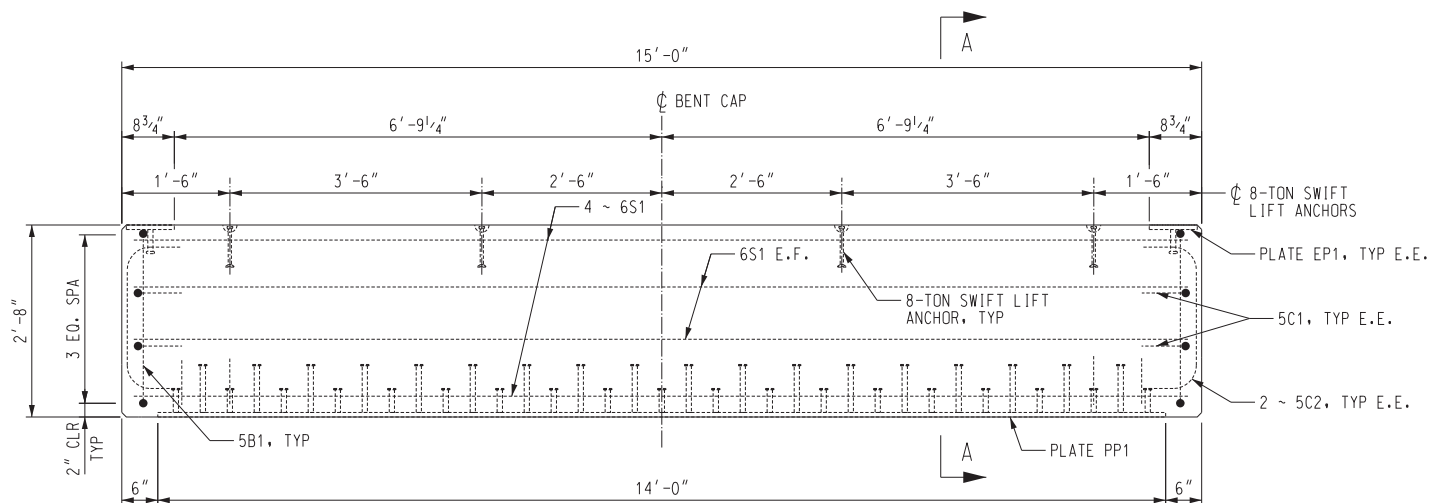 A
15'-0"
℄ BENT CAP
8¾"
6'-9¼"
6'-9¼"
8¾"
1'-6"
3'-6"
2'-6"
2'-6"
3'-6"
1'-6"
℄ 8-TON SWIFT
LIFT ANCHORS
4 ~ 6S1
6S1 E.F.
PLATE EP1, TYP E.E.
8-TON SWIFT LIFT
ANCHOR, TYP
5C1, TYP E.E.
2'-8"
3 EQ. SPA
2" CLR
TYP
5B1, TYP
2 ~ 5C2, TYP E.E.
PLATE PP1
A
6"
14'-0"
6"